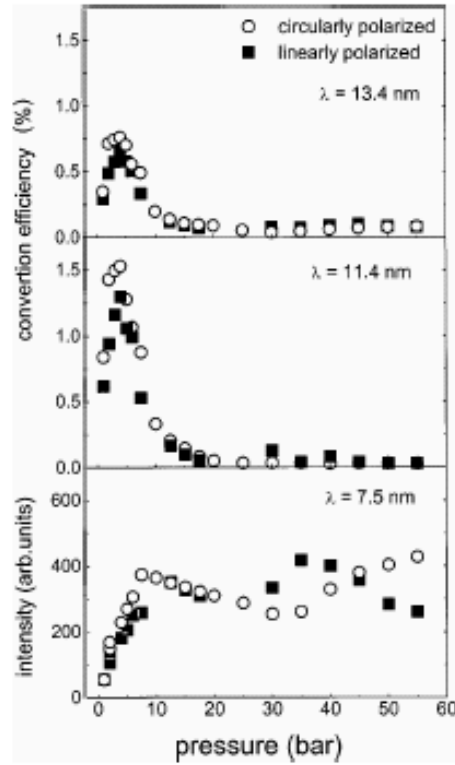 circularly polarized
linearly polarized
λ = 13.4 nm
1.5
1.0
0.5
0.0
convertion efficiency (%)
λ = 11.4 nm
1.5
1.0
0.5
0.0
λ = 7.5 nm
600
400
200
0
intensity (arb.units)
0 10 20 30 40 50 60
pressure (bar)